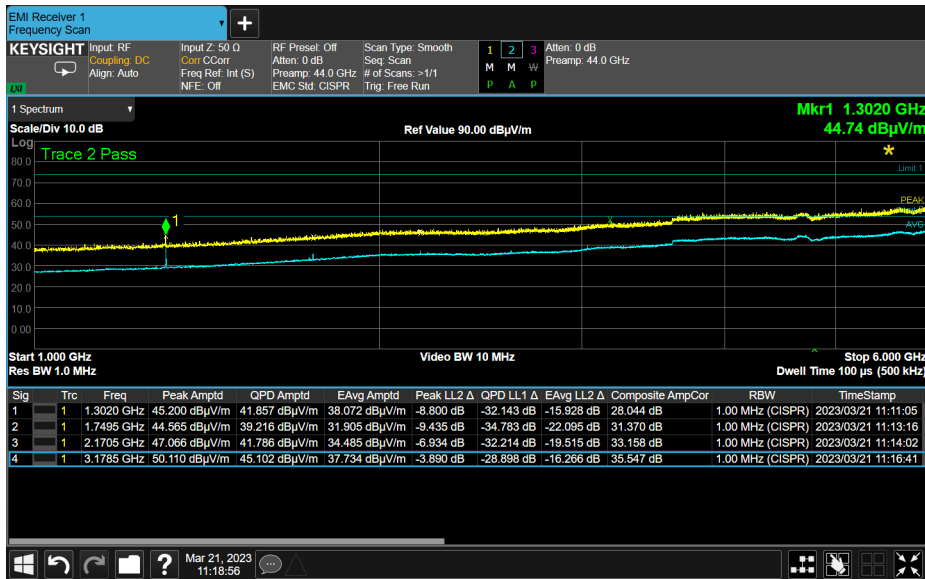 EMI Receiver 1
Frequency Scan
+
KEYSIGHT Input: RF Input Z: 50 Ω RF Presel: Off Scan Type: Smooth 1 2 3 Atten: 0 dB
Coupling: DC Corr CCorr Atten: 0 dB Seq: Scan M M W Preamp: 44.0 GHz
Align: Auto Freq Ref: Int (S) Preamp: 44.0 GHz # of Scans: >1/1
LXI NFE: Off EMC Std: CISPR Trig: Free Run P A P
1 Spectrum Mkr1 1.3020 GHz
Scale/Div 10.0 dB Ref Value 90.00 dBµV/m 44.74 dBµV/m
Log
Trace 2 Pass
80.0
Limit 1
70.0
60.0 PEAK
1
50.0 AVG
40.0
30.0
20.0
10.0
0.00
Start 1.000 GHz Video BW 10 MHz Stop 6.000 GHz
Res BW 1.0 MHz Dwell Time 100 µs (500 kHz)
Sig Trc Freq Peak Amptd QPD Amptd EAvg Amptd Peak LL2 Δ QPD LL1 Δ EAvg LL2 Δ Composite AmpCor RBW TimeStamp
1 1 1.3020 GHz 45.200 dBµV/m 41.857 dBµV/m 38.072 dBµV/m -8.800 dB -32.143 dB -15.928 dB 28.044 dB 1.00 MHz (CISPR) 2023/03/21 11:11:05
2 1 1.7495 GHz 44.565 dBµV/m 39.216 dBµV/m 31.905 dBµV/m -9.435 dB -34.783 dB -22.095 dB 31.370 dB 1.00 MHz (CISPR) 2023/03/21 11:13:16
3 1 2.1705 GHz 47.066 dBµV/m 41.786 dBµV/m 34.485 dBµV/m -6.934 dB -32.214 dB -19.515 dB 33.158 dB 1.00 MHz (CISPR) 2023/03/21 11:14:02
4 1 3.1785 GHz 50.110 dBµV/m 45.102 dBµV/m 37.734 dBµV/m -3.890 dB -28.898 dB -16.266 dB 35.547 dB 1.00 MHz (CISPR) 2023/03/21 11:16:41
? Mar 21, 2023
11:18:56